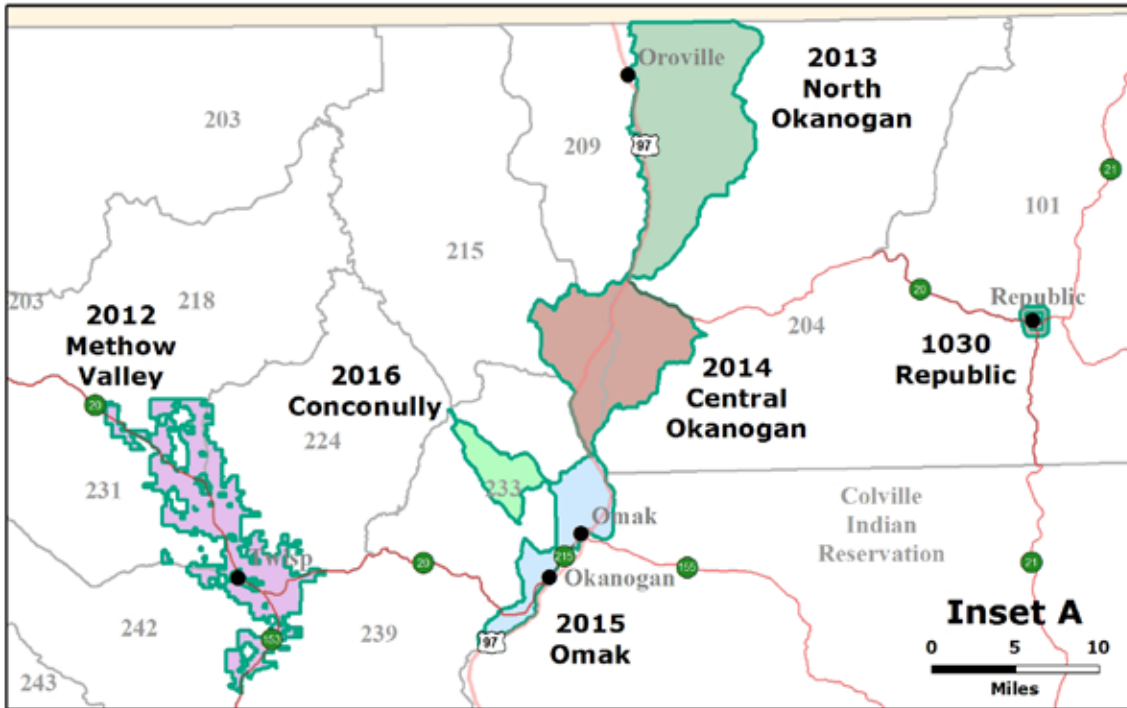 Oroville
2013
North
Okanogan
203
209
97
21
101
215
203
218
20
Republic
204
2012
Methow
Valley
2016
Conconully
2014
Central
Okanogan
1030
Republic
20
224
231
233
Colville
Indian
Reservation
Omak
Twisp
20
215
Okanogan
155
21
242
239
153
97
2015
Omak
243
Inset A
0 5 10
Miles